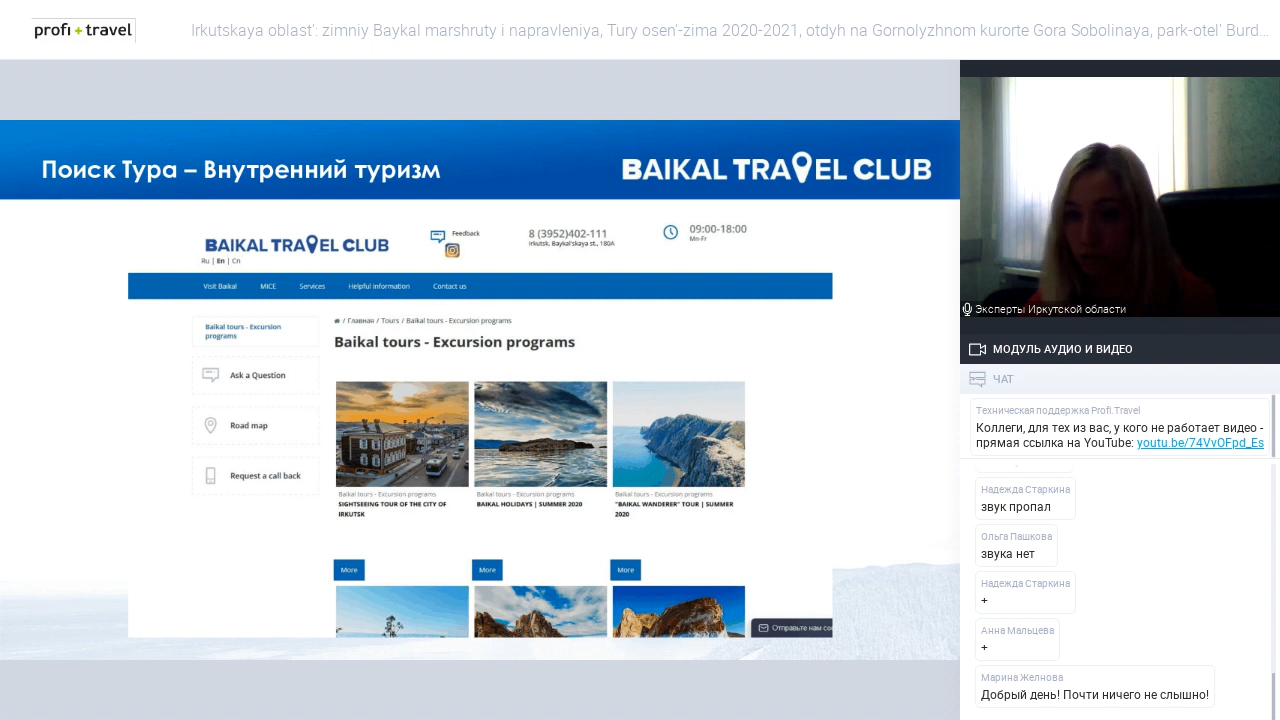 profi + travel
Irkutskaya oblast': zimniy Baykal marshruty i napravleniya, Tury osen'-zima 2020-2021, otdyh na Gornolyzhnom kurorte Gora Sobolinaya, park-otel' Burd...
Поиск Тура – Внутренний туризм
BAIKAL TRAVEL CLUB
BAIKAL TRAVEL CLUB
Ru | En | Cn
Feedback
8 (3952)402-111
Irkutsk, Baykal'skaya st., 180A
09:00-18:00
Mn-Fr
Visit Baikal MICE Services Helpful information Contact us
Baikal tours - Excursion
programs
Ask a Question
Road map
Request a call back
/ Главная / Tours / Baikal tours - Excursion programs
Baikal tours - Excursion programs
Baikal tours - Excursion programs
SIGHTSEEING TOUR OF THE CITY OF
IRKUTSK
Baikal tours - Excursion programs
BAIKAL HOLIDAYS | SUMMER 2020
Baikal tours - Excursion programs
"BAIKAL WANDERER" TOUR | SUMMER
2020
More
More
More
Отправьте нам соо
Эксперты Иркутской области
МОДУЛЬ АУДИО И ВИДЕО
ЧАТ
Техническая поддержка Profi.Travel
Коллеги, для тех из вас, у кого не работает видео -
прямая ссылка на YouTube: youtu.be/74VvOFpd_Es
Надежда Старкина
звук пропал
Ольга Пашкова
звука нет
Надежда Старкина
+
Анна Мальцева
+
Марина Желнова
Добрый день! Почти ничего не слышно!